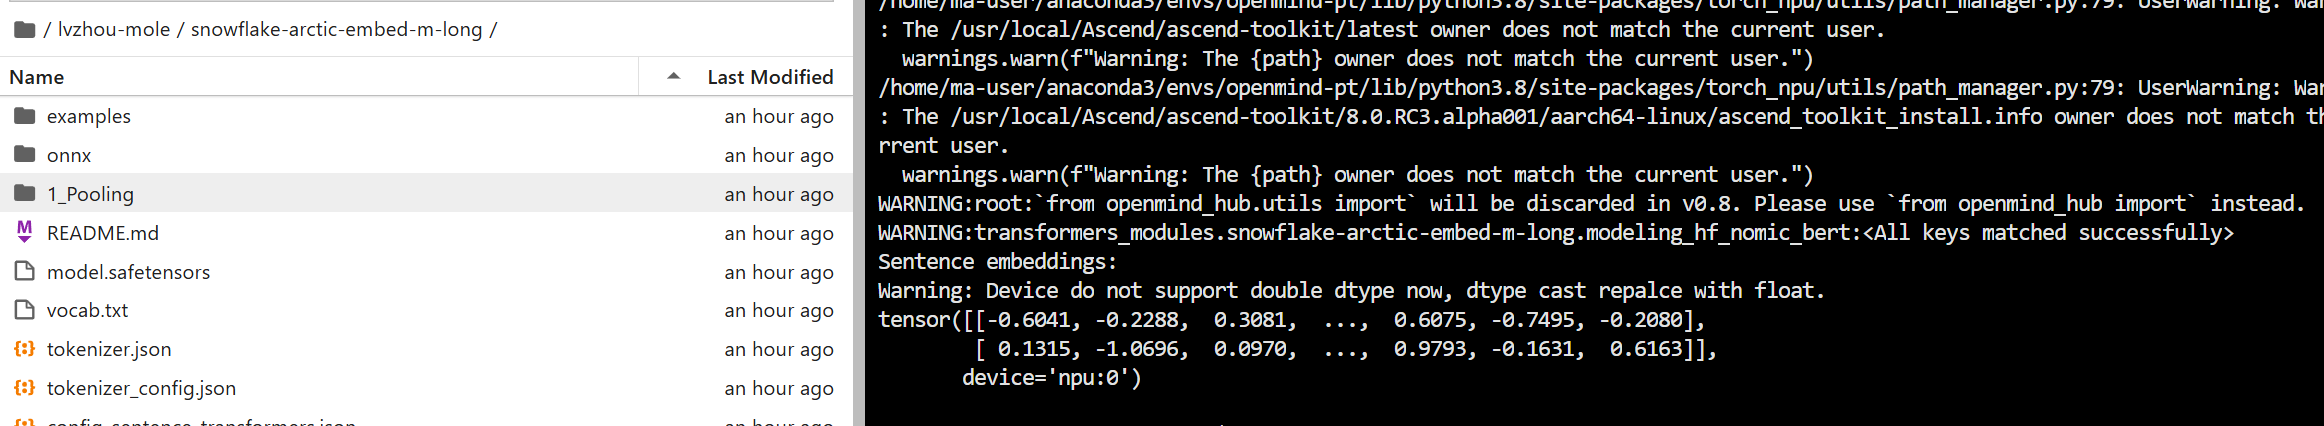 / lvzhou-mole / snowflake-arctic-embed-m-long /
Name Last Modified
examples an hour ago
onnx an hour ago
1_Pooling an hour ago
README.md an hour ago
model.safetensors an hour ago
vocab.txt an hour ago
tokenizer.json an hour ago
tokenizer_config.json an hour ago
config_sentence_transformers.json an hour ago
/home/ma-user/anaconda3/envs/openmind-pt/lib/python3.8/site-packages/torch_npu/utils/path_manager.py:79: UserWarning: War
: The /usr/local/Ascend/ascend-toolkit/latest owner does not match the current user.
warnings.warn(f"Warning: The {path} owner does not match the current user.")
/home/ma-user/anaconda3/envs/openmind-pt/lib/python3.8/site-packages/torch_npu/utils/path_manager.py:79: UserWarning: War
: The /usr/local/Ascend/ascend-toolkit/8.0.RC3.alpha001/aarch64-linux/ascend_toolkit_install.info owner does not match th
rrent user.
warnings.warn(f"Warning: The {path} owner does not match the current user.")
WARNING:root:`from openmind_hub.utils import` will be discarded in v0.8. Please use `from openmind_hub import` instead.
WARNING:transformers_modules.snowflake-arctic-embed-m-long.modeling_hf_nomic_bert:<All keys matched successfully>
Sentence embeddings:
Warning: Device do not support double dtype now, dtype cast repalce with float.
tensor([[-0.6041, -0.2288, 0.3081, ..., 0.6075, -0.7495, -0.2080],
[ 0.1315, -1.0696, 0.0970, ..., 0.9793, -0.1631, 0.6163]],
device='npu:0')